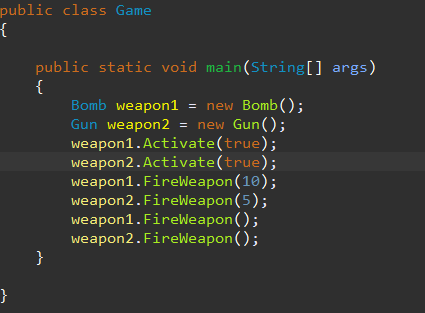 public class Game
{
public static void main(String[] args)
{
Bomb weapon1 = new Bomb();
Gun weapon2 = new Gun();
weapon1.Activate(true);
weapon2.Activate(true);
weapon1.FireWeapon(10);
weapon2.FireWeapon(5);
weapon1.FireWeapon();
weapon2.FireWeapon();
}
}